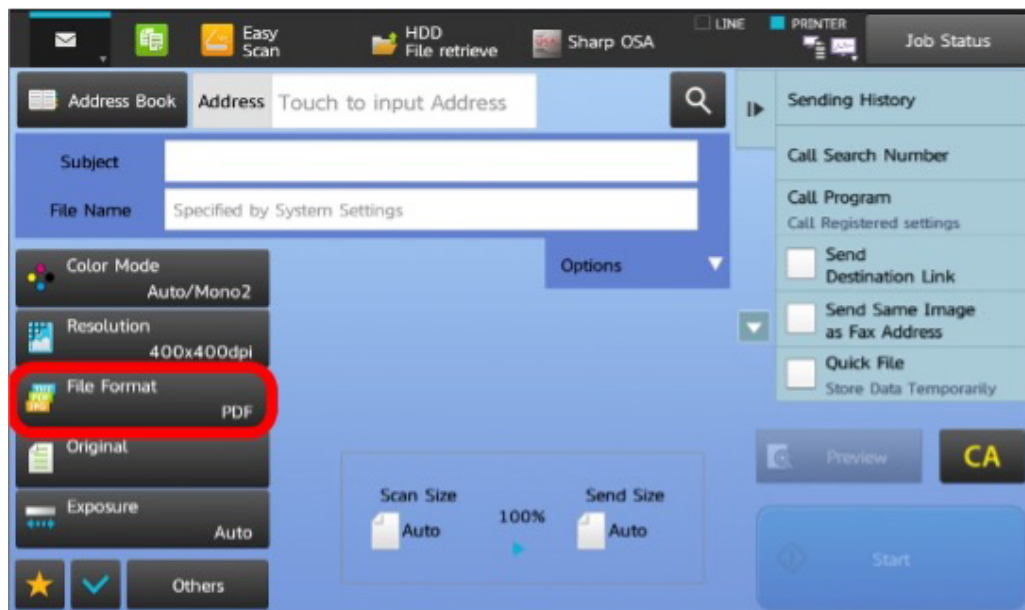 Easy
Scan
HDD
File retrieve
Sharp OSA
LINE
PRINTER
Job Status
Address Book
Address
Touch to input Address
Subject
File Name
Specified by System Settings
Options
Color Mode
Auto/Mono2
Resolution
400x400dpi
File Format
PDF
Original
Exposure
Auto
Others
Scan Size
Auto
100%
Send Size
Auto
Sending History
Call Search Number
Call Program
Call Registered settings
Send
Destination Link
Send Same Image
as Fax Address
Quick File
Store Data Temporarily
Preview
CA
Start